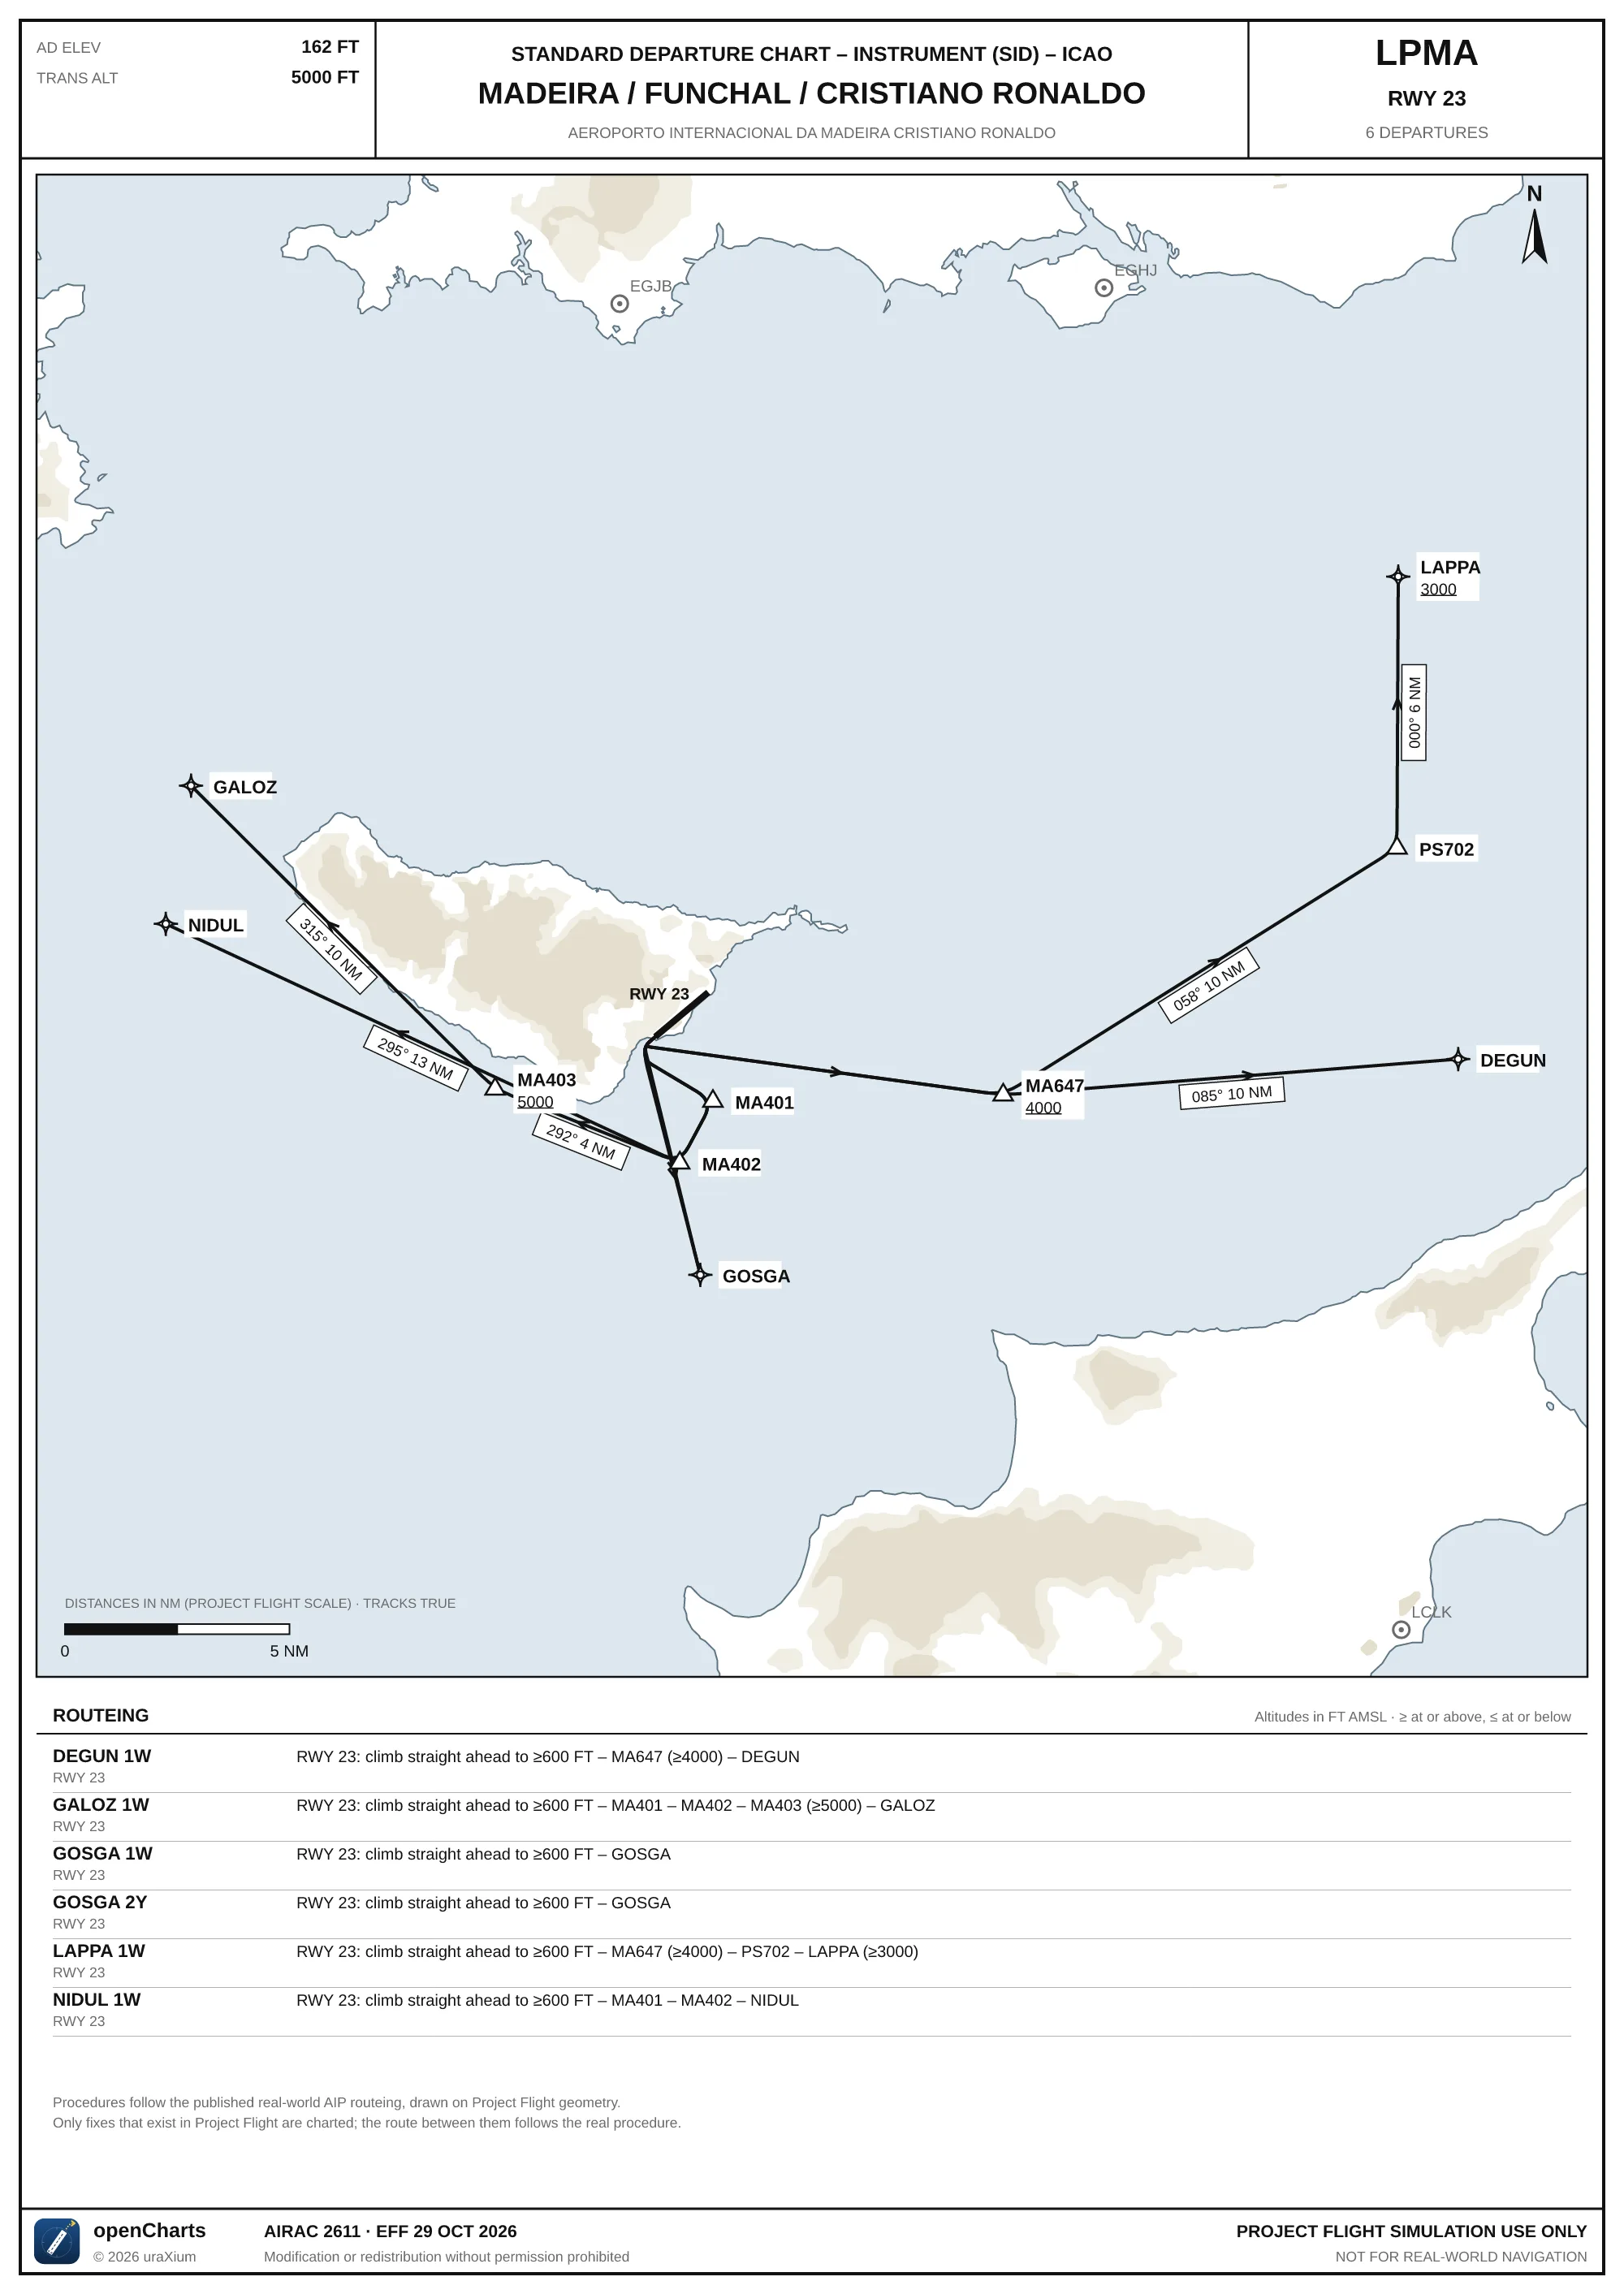 AD ELEV 162 FT
TRANS ALT 5000 FT
STANDARD DEPARTURE CHART – INSTRUMENT (SID) – ICAO
MADEIRA / FUNCHAL / CRISTIANO RONALDO
AEROPORTO INTERNACIONAL DA MADEIRA CRISTIANO RONALDO
LPMA
RWY 23
6 DEPARTURES
N
EGJB
EGHJ
LAPPA
3000
000° 6 NM
GALOZ
PS702
NIDUL
315° 10 NM
RWY 23
058° 10 NM
295° 13 NM
MA403
5000
MA401
MA647
4000
085° 10 NM
DEGUN
292° 4 NM
MA402
GOSGA
DISTANCES IN NM (PROJECT FLIGHT SCALE) · TRACKS TRUE
0 5 NM
LCLK
ROUTEING
Altitudes in FT AMSL · ≥ at or above, ≤ at or below
DEGUN 1W RWY 23: climb straight ahead to ≥600 FT – MA647 (≥4000) – DEGUN
RWY 23
GALOZ 1W RWY 23: climb straight ahead to ≥600 FT – MA401 – MA402 – MA403 (≥5000) – GALOZ
RWY 23
GOSGA 1W RWY 23: climb straight ahead to ≥600 FT – GOSGA
RWY 23
GOSGA 2Y RWY 23: climb straight ahead to ≥600 FT – GOSGA
RWY 23
LAPPA 1W RWY 23: climb straight ahead to ≥600 FT – MA647 (≥4000) – PS702 – LAPPA (≥3000)
RWY 23
NIDUL 1W RWY 23: climb straight ahead to ≥600 FT – MA401 – MA402 – NIDUL
RWY 23
Procedures follow the published real-world AIP routeing, drawn on Project Flight geometry.
Only fixes that exist in Project Flight are charted; the route between them follows the real procedure.
openCharts
© 2026 uraXium
AIRAC 2611 · EFF 29 OCT 2026
Modification or redistribution without permission prohibited
PROJECT FLIGHT SIMULATION USE ONLY
NOT FOR REAL-WORLD NAVIGATION